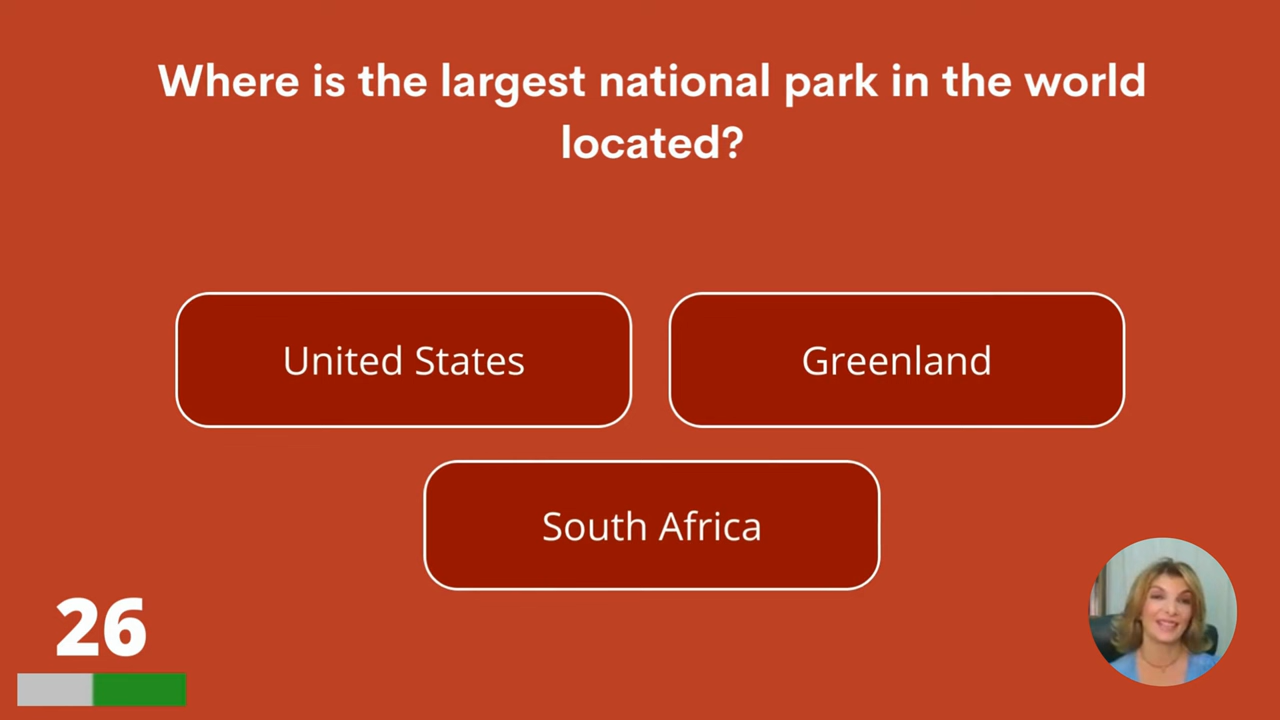 Where is the largest national park in the world
located?
United States
Greenland
South Africa
26